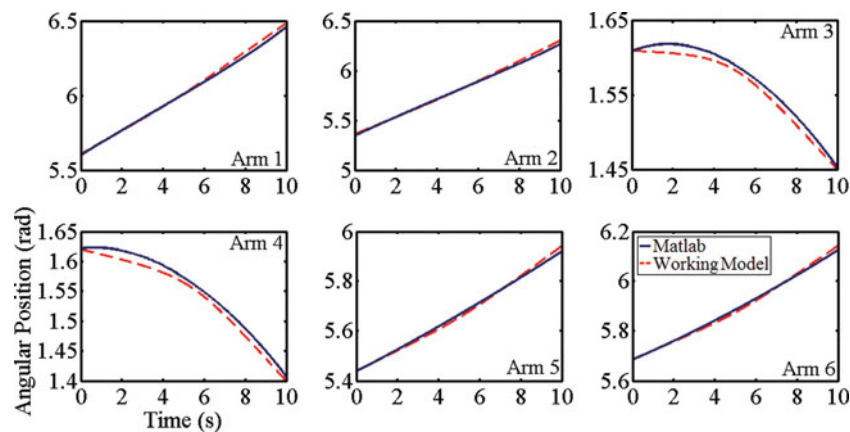 6.5
6
5.5
0 2 4 6 8 10
Arm 1
6.5
6
5.5
5
0 2 4 6 8 10
Arm 2
1.65
1.55
1.45
0 2 4 6 8 10
Arm 3
Angular Position (rad)
1.65
1.6
1.55
1.5
1.45
1.4
0 2 4 6 8 10
Arm 4
Time (s)
6
5.8
5.6
5.4
0 2 4 6 8 10
Arm 5
6.2
6
5.8
5.6
0 2 4 6 8 10
Matlab
Working Model
Arm 6